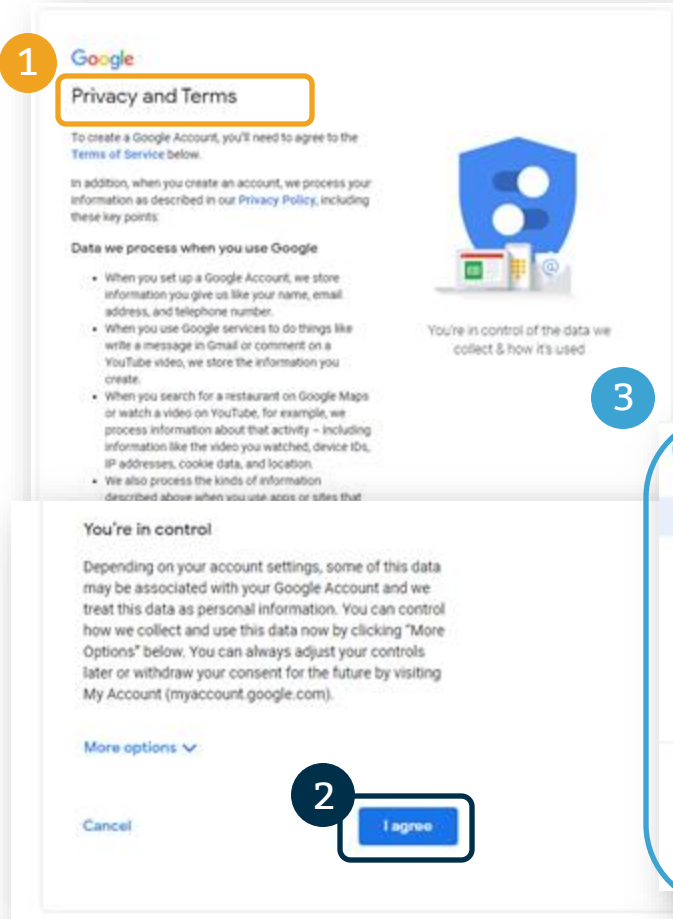 1
Google
Privacy and Terms
To create a Google Account, you'll need to agree to the
Terms of Service below.
In addition, when you create an account, we process your
information as described in our Privacy Policy, including
these key points:
Data we process when you use Google
• When you set up a Google Account, we store
information you give us like your name, email
address, and telephone number.
• When you use Google services to do things like
write a message in Gmail or comment on a
YouTube video, we store the information you
create.
• When you search for a restaurant on Google Maps
or watch a video on YouTube, for example, we
process information about that activity – including
information like the video you watched, device IDs,
IP addresses, cookie data, and location.
• We also process the kinds of information
described above when you use apps or sites that
@
You're in control of the data we
collect & how it's used
3
You're in control
Depending on your account settings, some of this data
may be associated with your Google Account and we
treat this data as personal information. You can control
how we collect and use this data now by clicking "More
Options" below. You can always adjust your controls
later or withdraw your consent for the future by visiting
My Account (myaccount.google.com).
More options
2
Cancel
I agree